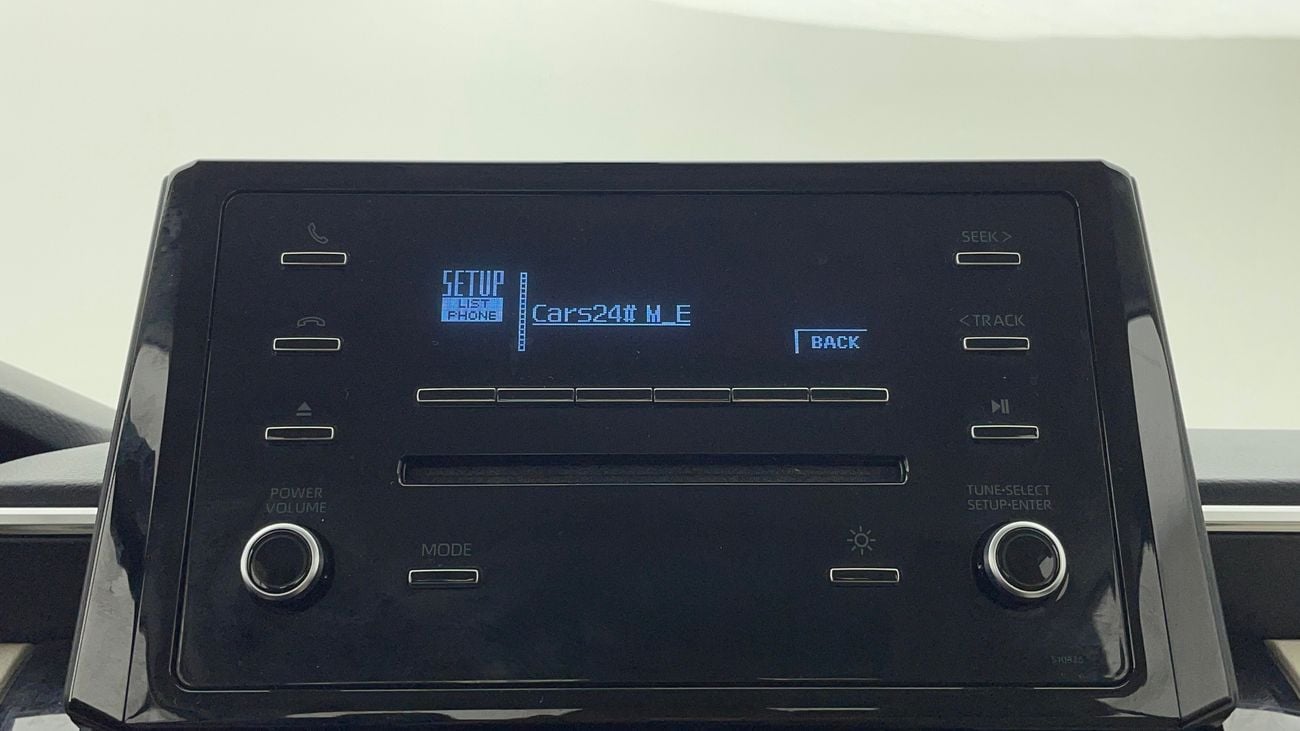 SEEK >
SETUP
LIST
PHONE
Cars24# M_E
< TRACK
BACK
POWER
VOLUME
TUNE•SELECT
SETUP•ENTER
MODE